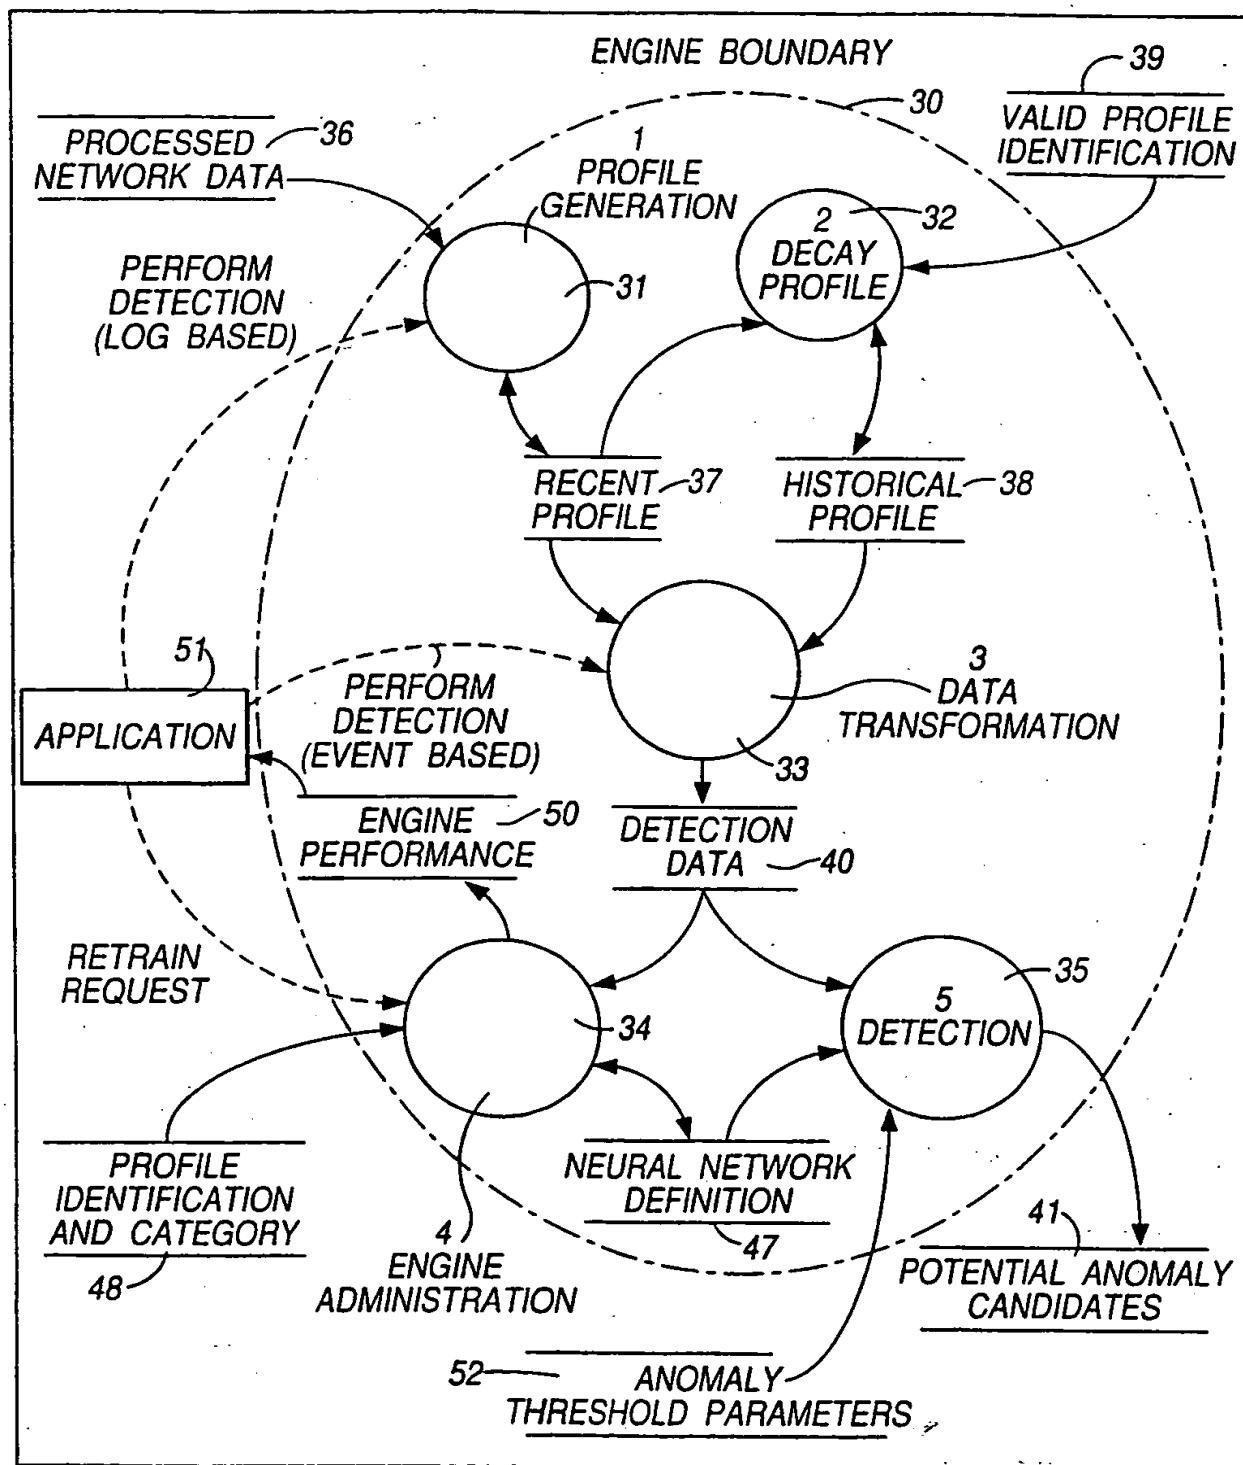 ENGINE BOUNDARY
39
30
PROCESSED
NETWORK DATA
36
1
PROFILE
GENERATION
VALID PROFILE
IDENTIFICATION
2
DECAY
PROFILE
32
PERFORM
DETECTION
(LOG BASED)
31
RECENT
PROFILE
37
HISTORICAL
PROFILE
38
51
APPLICATION
PERFORM
DETECTION
(EVENT BASED)
3
DATA
TRANSFORMATION
33
ENGINE
PERFORMANCE
50
DETECTION
DATA
40
RETRAIN
REQUEST
34
35
5
DETECTION
PROFILE
IDENTIFICATION
AND CATEGORY
48
4
ENGINE
ADMINISTRATION
NEURAL NETWORK
DEFINITION
47
41
POTENTIAL ANOMALY
CANDIDATES
52
ANOMALY
THRESHOLD PARAMETERS